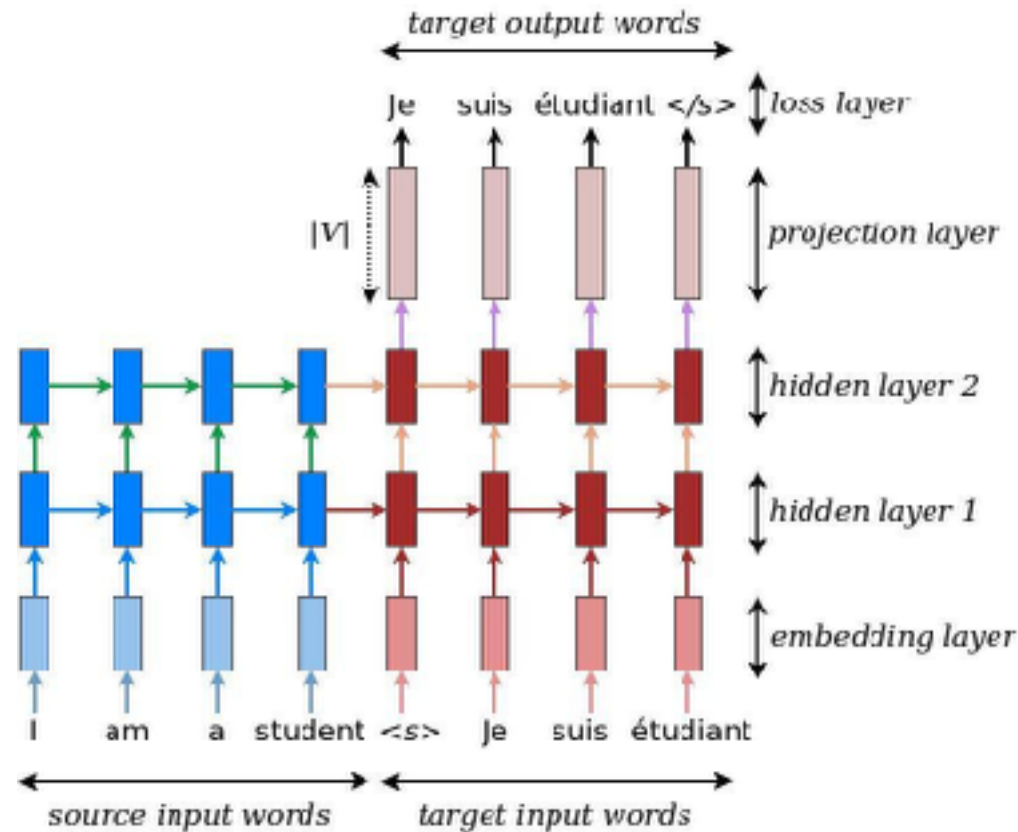 target output words
Je suis étudiant </s> loss layer
|V| projection layer
hidden layer 2
hidden layer 1
embedding layer
I am a student <s> Je suis étudiant
source input words target input words